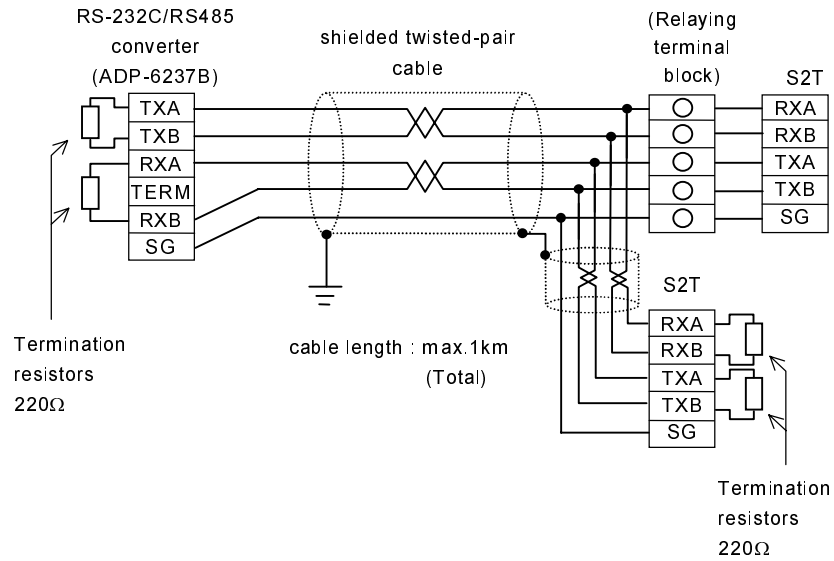 RS-232C/RS485
converter
(ADP-6237B)
shielded twisted-pair
cable
(Relaying
terminal
block)
S2T
TXA
TXB
RXA
TERM
RXB
SG
RXA
RXB
TXA
TXB
SG
S2T
RXA
RXB
TXA
TXB
SG
Termination
resistors
220Ω
cable length : max.1km
(Total)
Termination
resistors
220Ω